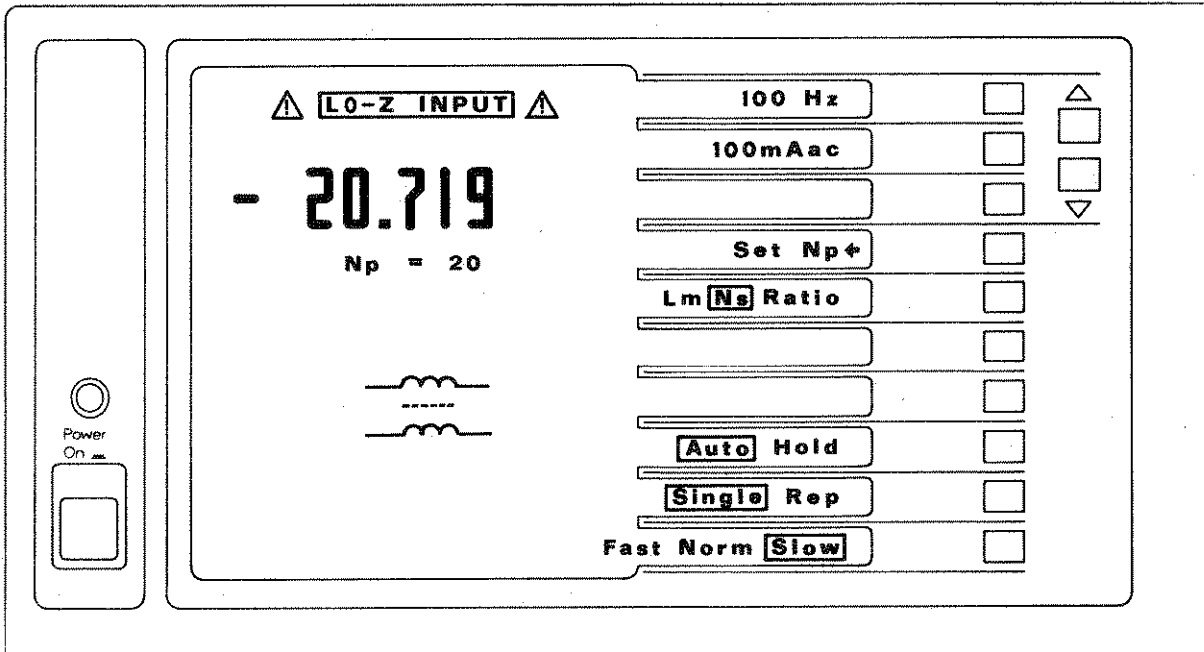 LO-Z INPUT
- 20.719
Np = 20
100 Hz
100mAac
Set Np←
Lm Ns Ratio
Auto Hold
Single Rep
Fast Norm Slow
Power
On